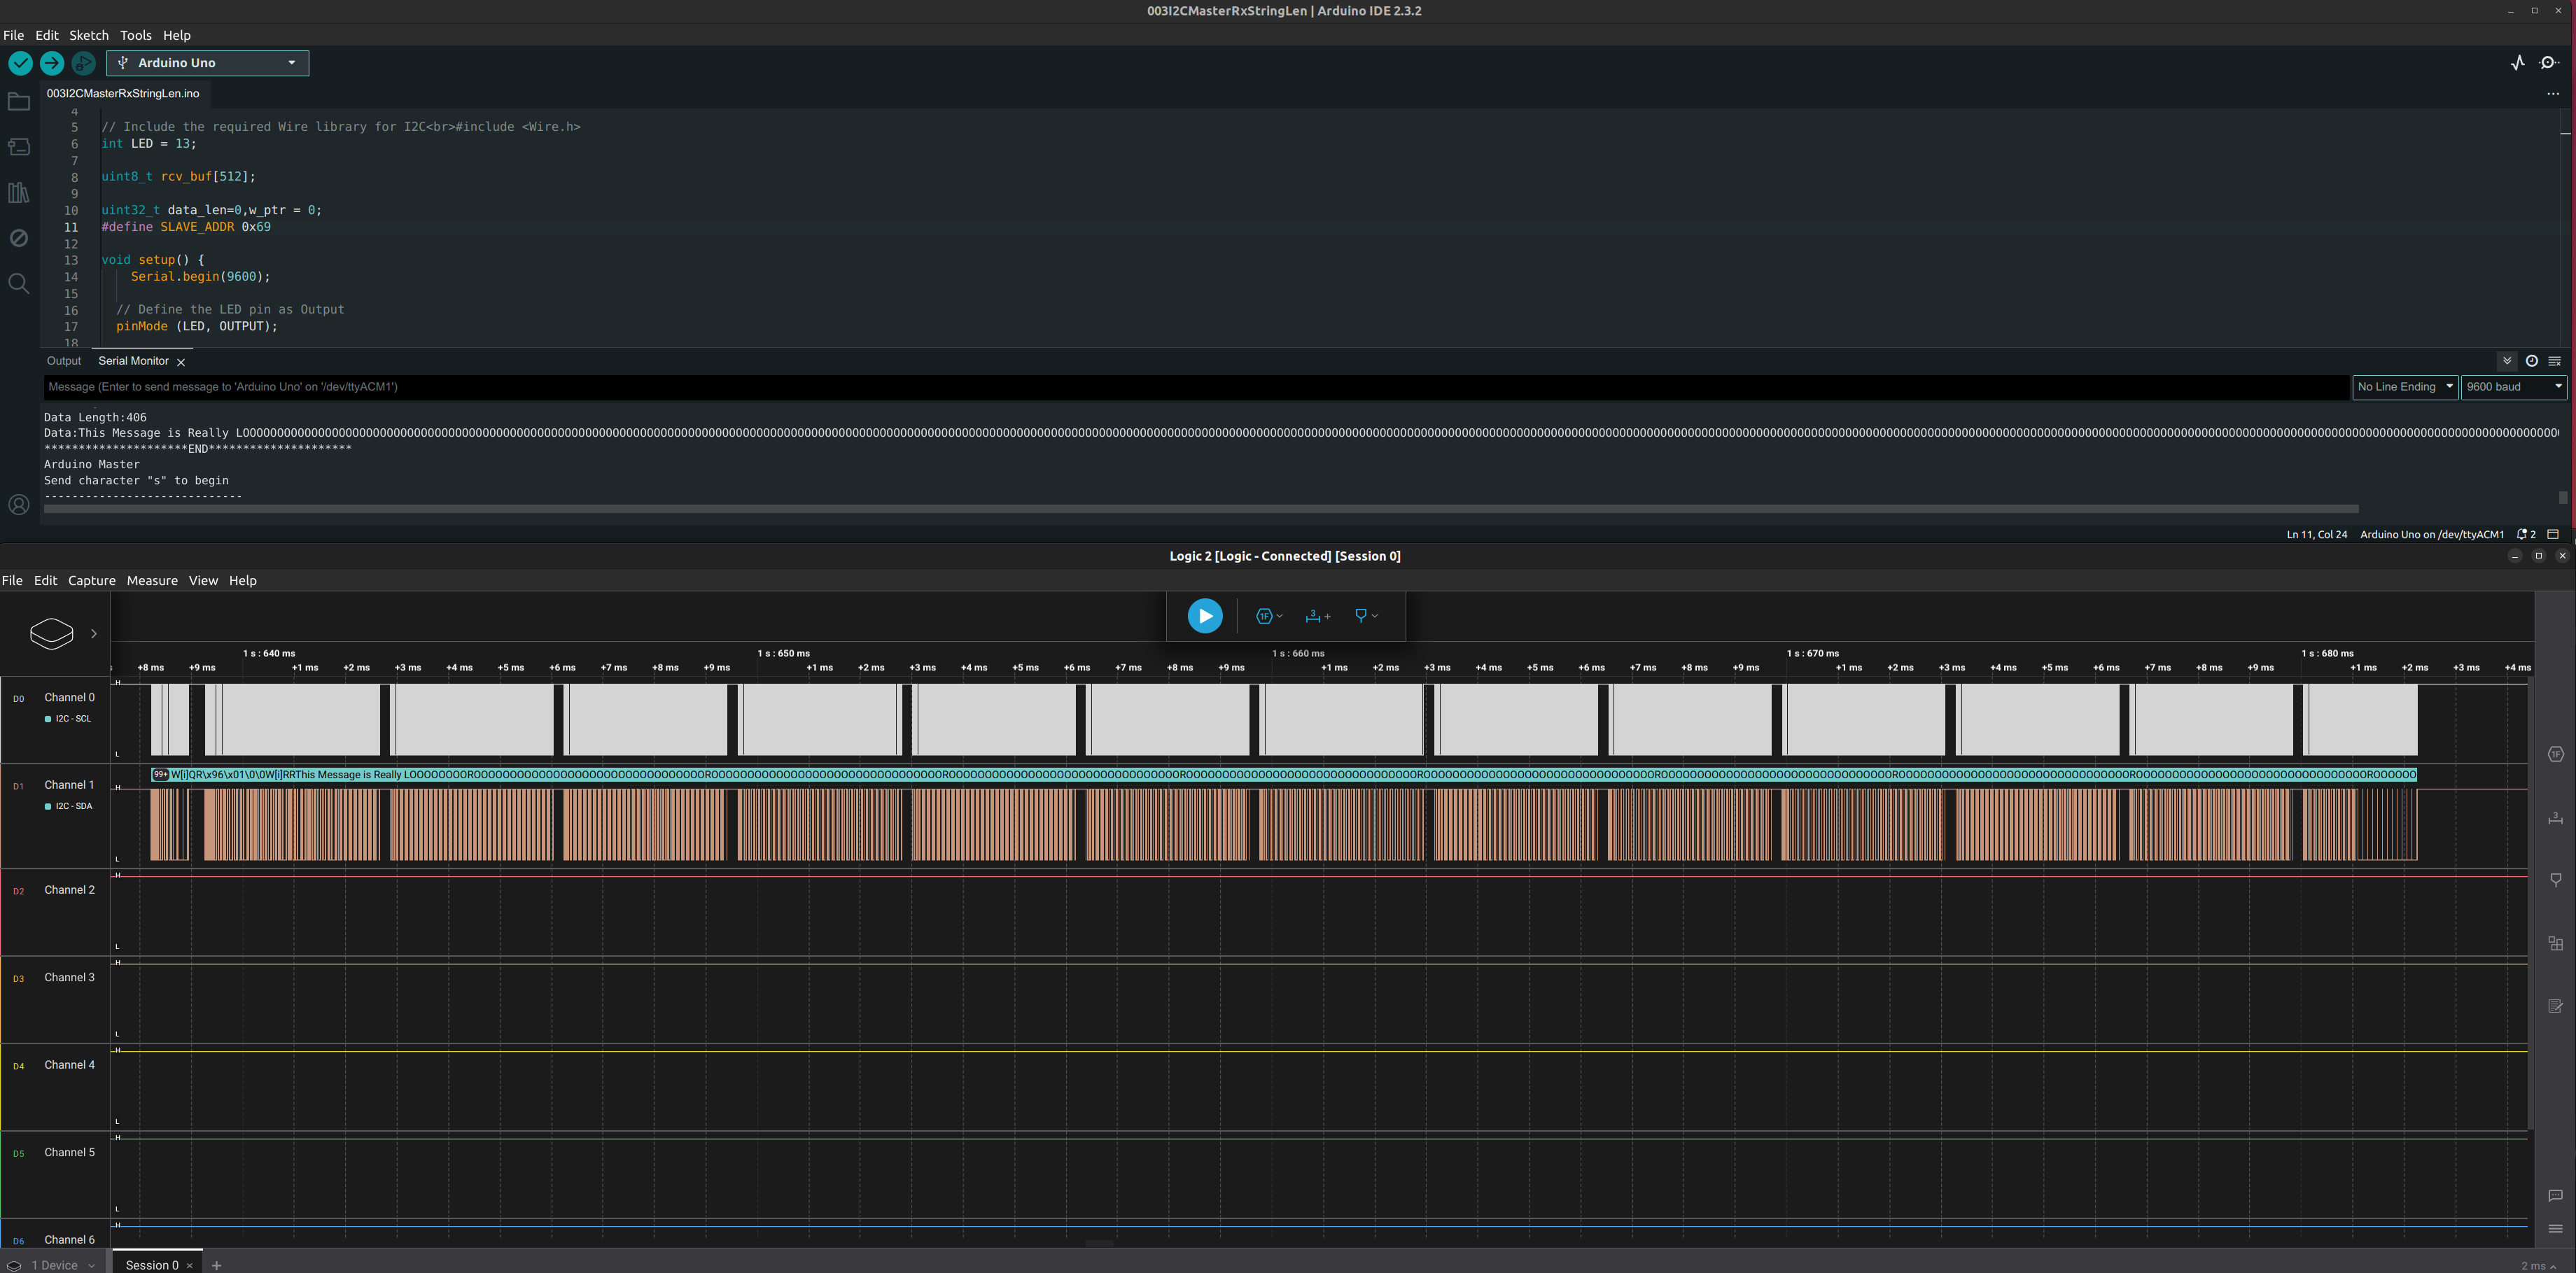 003I2CMasterRxStringLen | Arduino IDE 2.3.2
File Edit Sketch Tools Help
Arduino Uno
003I2CMasterRxStringLen.ino
4
5 // Include the required Wire library for I2C<br>#include <Wire.h>
6 int LED = 13;
7
8 uint8_t rcv_buf[512];
9
10 uint32_t data_len=0,w_ptr = 0;
11 #define SLAVE_ADDR 0x69
12
13 void setup() {
14 Serial.begin(9600);
15
16 // Define the LED pin as Output
17 pinMode (LED, OUTPUT);
18
Output Serial Monitor
Message (Enter to send message to 'Arduino Uno' on '/dev/ttyACM1')
No Line Ending 9600 baud
Data Length:406
Data:This Message is Really
*********************END*********************
Arduino Master
Send character "s" to begin
-----------------------------
Ln 11, Col 24 Arduino Uno on /dev/ttyACM1 2
Logic 2 [Logic - Connected] [Session 0]
File Edit Capture Measure View Help
1F 3 +
1 s : 640 ms 1 s : 650 ms 1 s : 660 ms 1 s : 670 ms 1 s : 680 ms
+8 ms +9 ms +1 ms +2 ms +3 ms +4 ms +5 ms +6 ms +7 ms +8 ms +9 ms +1 ms +2 ms +3 ms +4 ms +5 ms +6 ms +7 ms +8 ms +9 ms +1 ms +2 ms +3 ms +4 ms +5 ms +6 ms +7 ms +8 ms +9 ms +1 ms +2 ms +3 ms +4 ms +5 ms +6 ms +7 ms +8 ms +9 ms +1 ms +2 ms +3 ms +4 ms
D0 Channel 0 H
I2C - SCL
L
99+ W[i]QR\x96\x01\0\0W[i]RRThis Message is Really
D1 Channel 1 H
I2C - SDA
L
D2 Channel 2 H
L
D3 Channel 3 H
L
D4 Channel 4 H
L
D5 Channel 5 H
L
D6 Channel 6 H
1F
3
1 Device Session 0 × + 2 ms